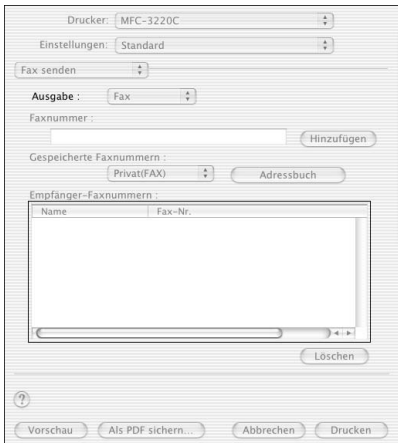 Drucker: MFC-3220C
Einstellungen: Standard
Fax senden
Ausgabe : Fax
Faxnummer :
Hinzufügen
Gespeicherte Faxnummern :
Privat(FAX) Adressbuch
Empfänger-Faxnummern :
Name Fax-Nr.
Löschen
?
Vorschau Als PDF sichern... Abbrechen Drucken